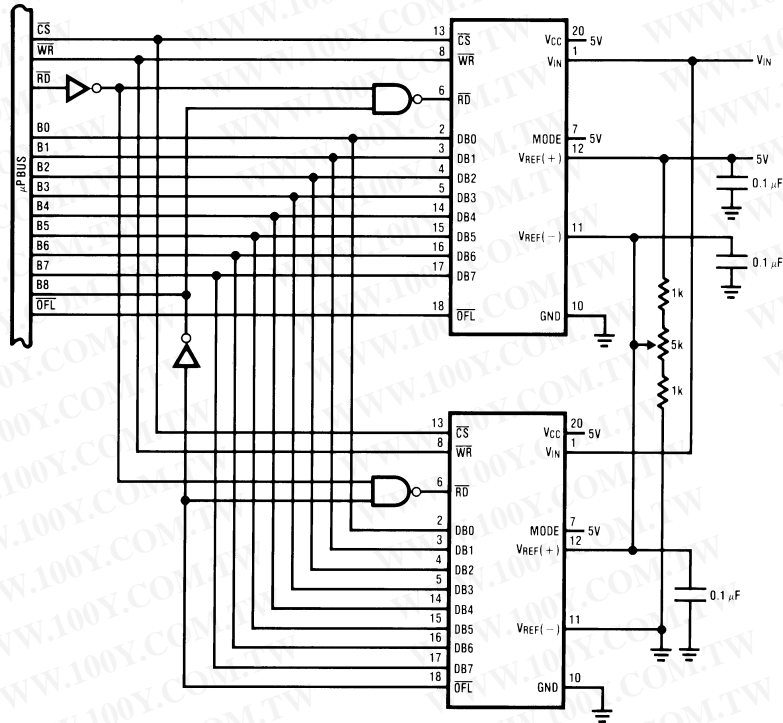 μP BUS
CS
WR
RD
B0
B1
B2
B3
B4
B5
B6
B7
B8
OFL
13 CS
8 WR
6 RD
2 DB0
3 DB1
4 DB2
5 DB3
14 DB4
15 DB5
16 DB6
17 DB7
18 OFL
VCC 20 5V
VIN 1
VIN
MODE 7 5V
VREF(+) 12
5V
0.1 μF
VREF(−) 11
0.1 μF
GND 10
1k
5k
1k
13 CS
8 WR
6 RD
2 DB0
3 DB1
4 DB2
5 DB3
14 DB4
15 DB5
16 DB6
17 DB7
18 OFL
VCC 20 5V
VIN 1
MODE 7 5V
VREF(+) 12
0.1 μF
VREF(−) 11
GND 10
WWW.100Y.COM.TW